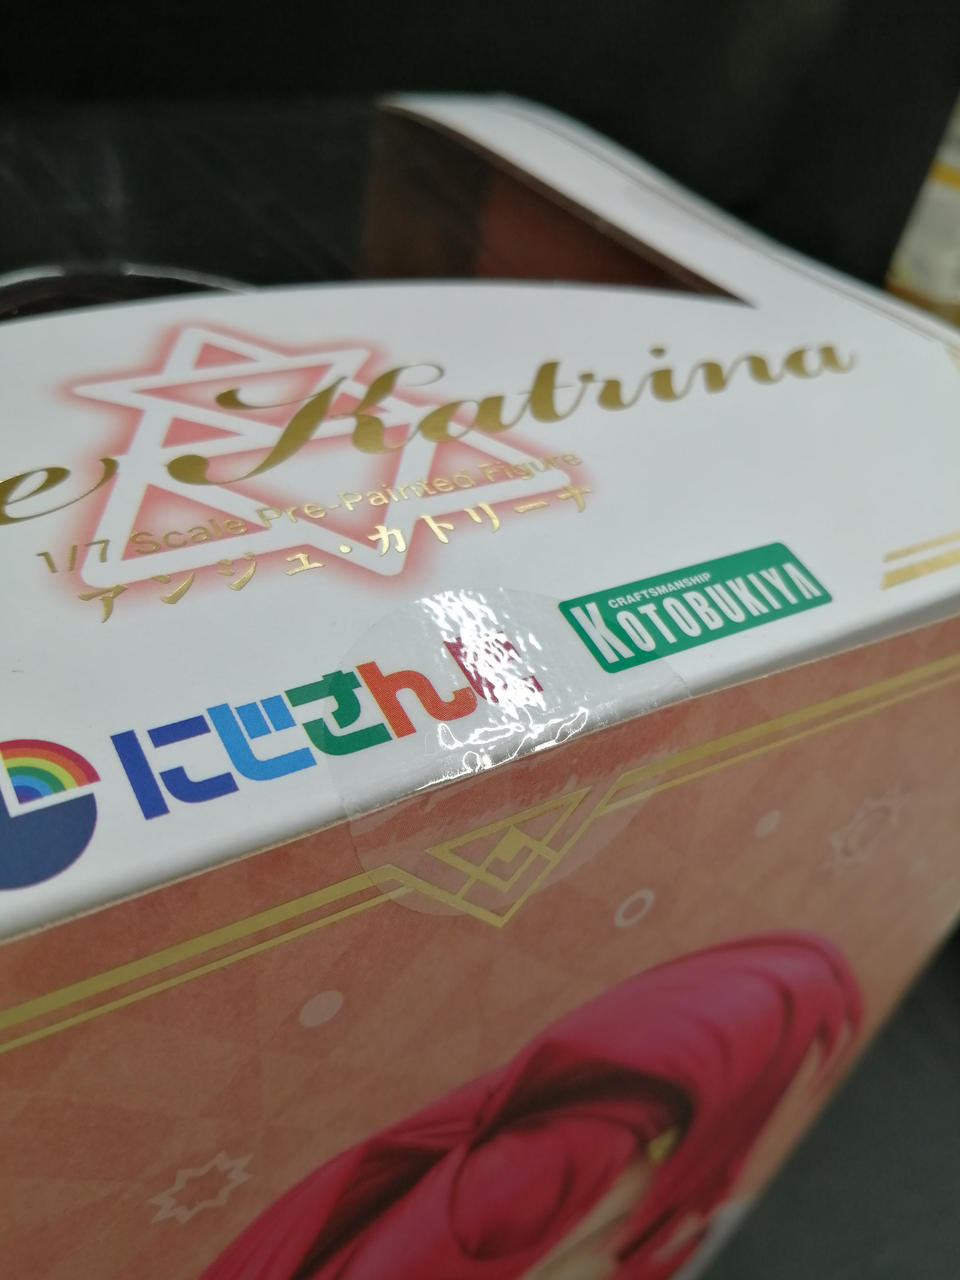 e Katrina
1/7 Scale Pre-Painted Figure
アンジュ・カトリーナ
CRAFTSMANSHIP
KOTOBUKIYA
にじさんじ